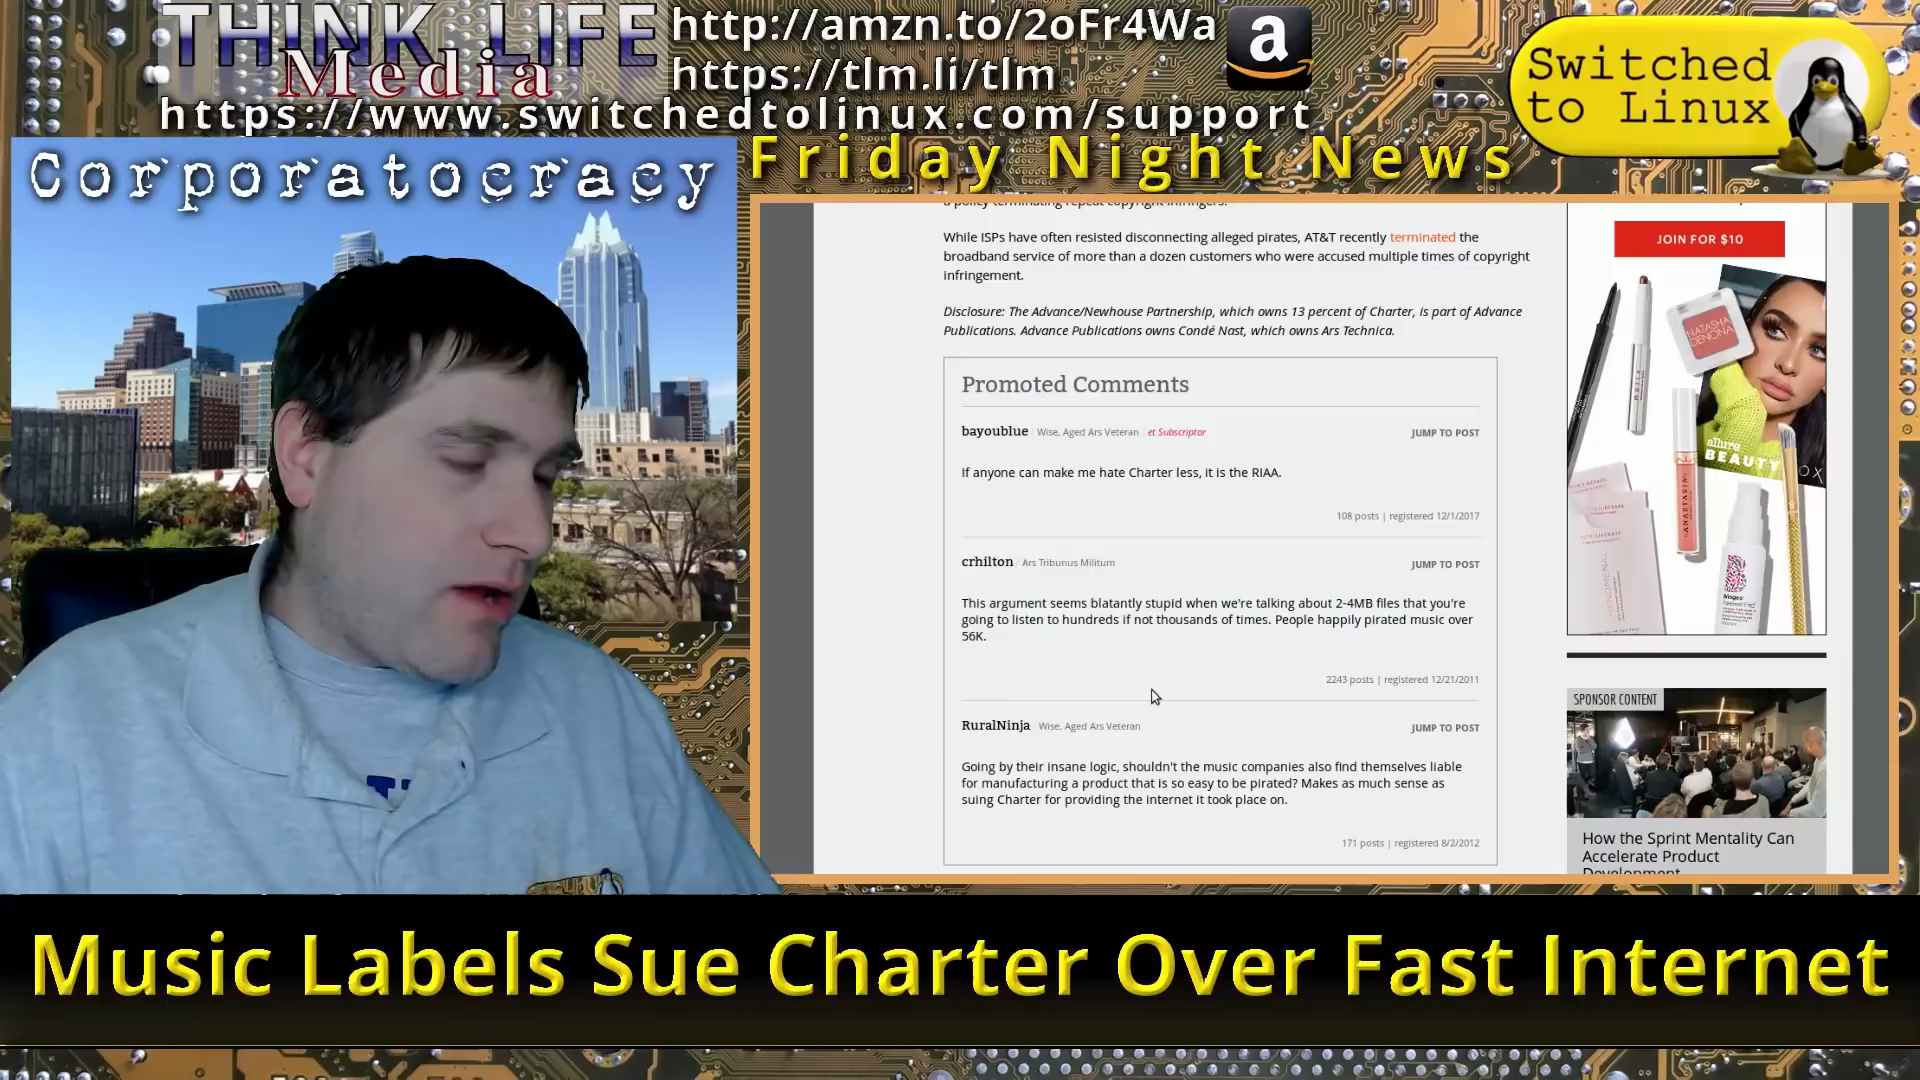 THINK LIFE
Media
http://amzn.to/2oFr4Wa
https://tlm.li/tlm
https://www.switchedtolinux.com/support
a
Switched
to Linux
Corporatocracy
Friday Night News
a policy terminating repeat copyright infringers.
While ISPs have often resisted disconnecting alleged pirates, AT&T recently terminated the
broadband service of more than a dozen customers who were accused multiple times of copyright
infringement.
Disclosure: The Advance/Newhouse Partnership, which owns 13 percent of Charter, is part of Advance
Publications. Advance Publications owns Condé Nast, which owns Ars Technica.
Promoted Comments
bayoublue Wise, Aged Ars Veteran et Subscriptor JUMP TO POST
If anyone can make me hate Charter less, it is the RIAA.
108 posts | registered 12/1/2017
crhilton Ars Tribunus Militum JUMP TO POST
This argument seems blatantly stupid when we're talking about 2-4MB files that you're
going to listen to hundreds if not thousands of times. People happily pirated music over
56K.
2243 posts | registered 12/21/2011
RuralNinja Wise, Aged Ars Veteran JUMP TO POST
Going by their insane logic, shouldn't the music companies also find themselves liable
for manufacturing a product that is so easy to be pirated? Makes as much sense as
suing Charter for providing the internet it took place on.
171 posts | registered 8/2/2012
JOIN FOR $10
NATASHA
DENONA
allure
BEAUTY
OX
ANASTASIA
B
SPONSOR CONTENT
How the Sprint Mentality Can
Accelerate Product
Development
Music Labels Sue Charter Over Fast Internet